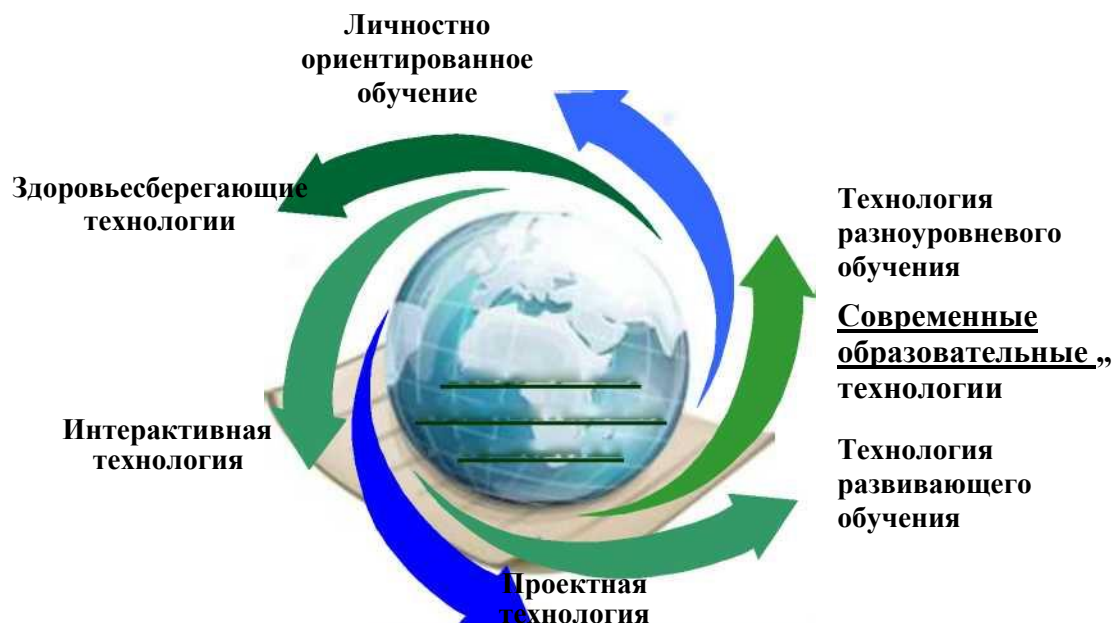 Личностно
ориентированное
обучение
Здоровьесберегающие
технологии
Технология
разноуровневого
обучения
Современные
образовательные „
технологии
Интерактивная
технология
Технология
развивающего
обучения
Проектная
технология